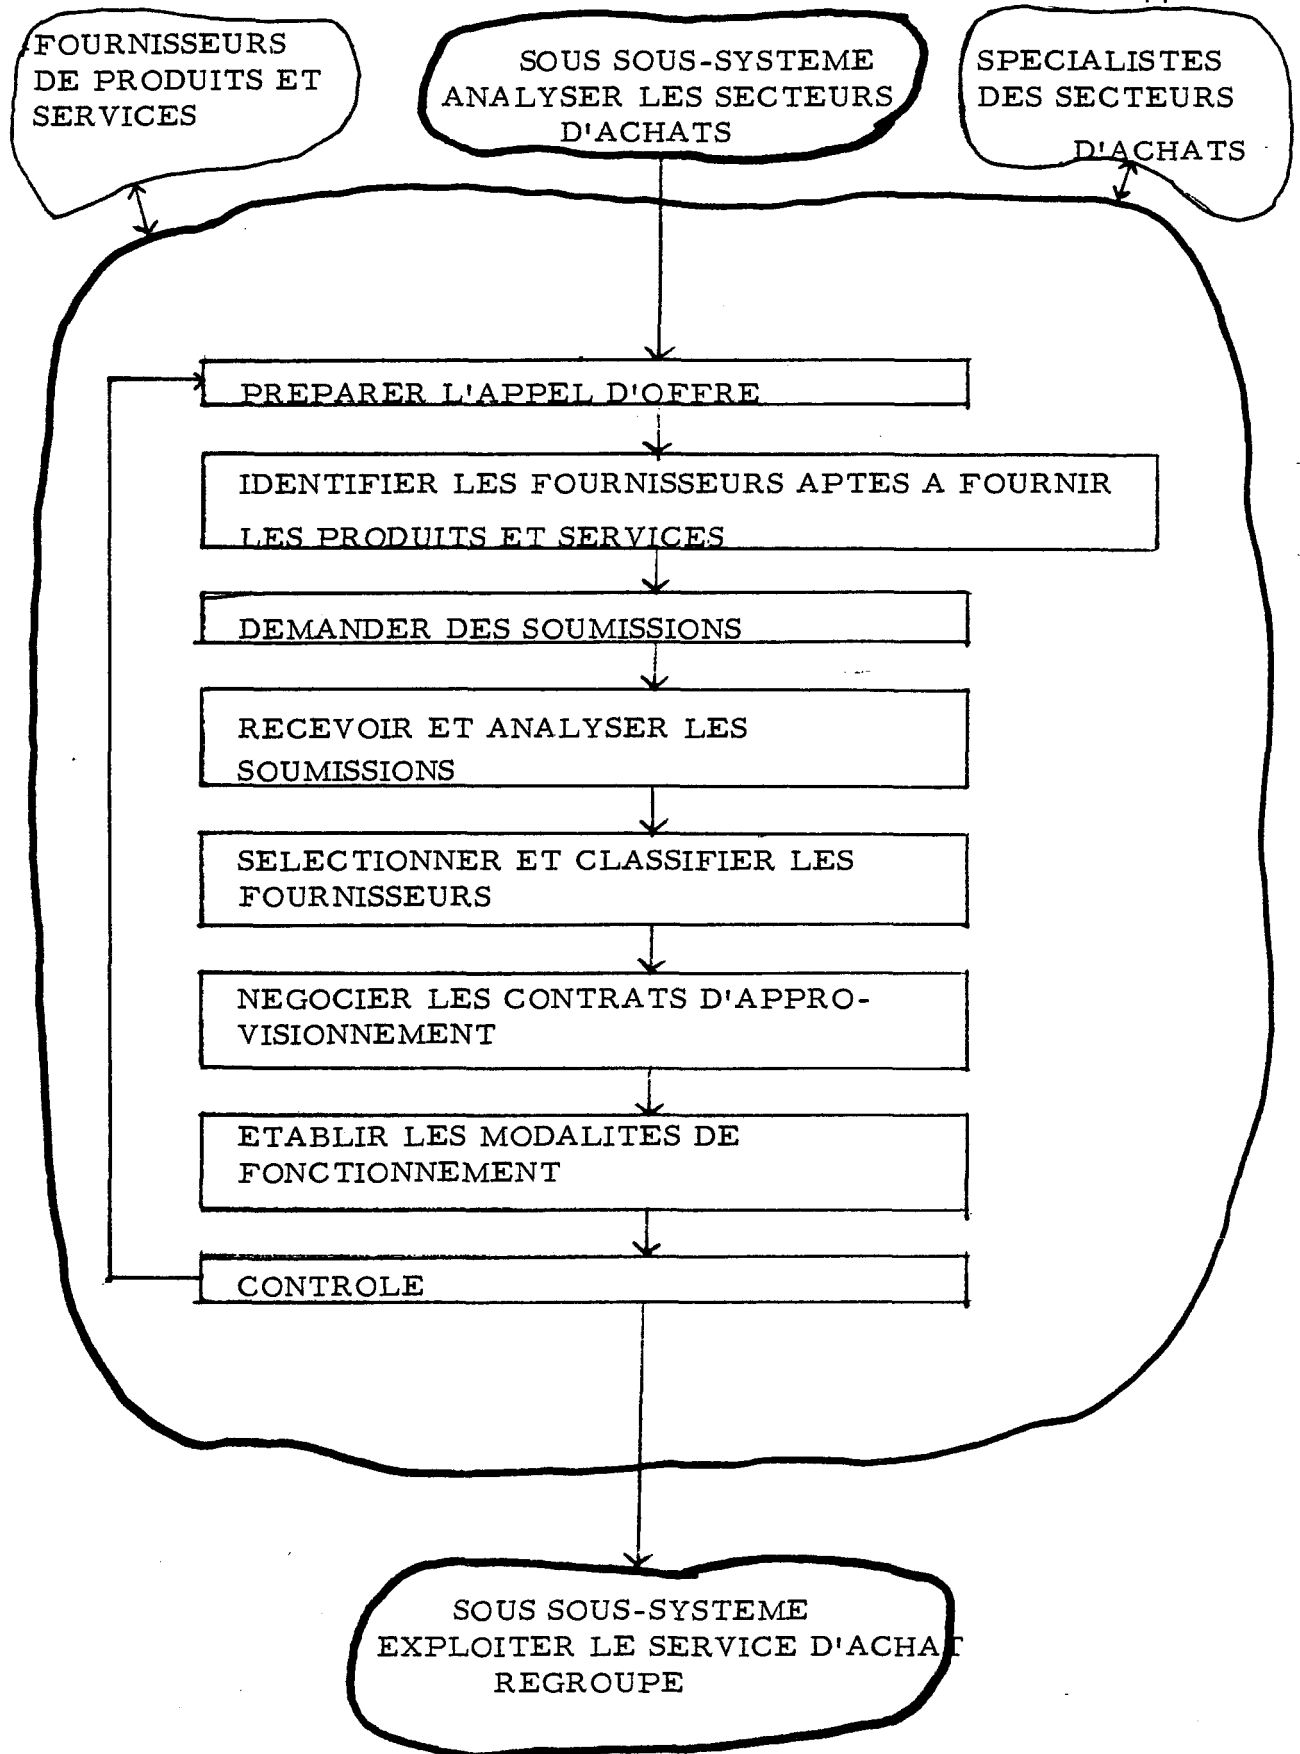 FOURNISSEURS
DE PRODUITS ET
SERVICES
SOUS SOUS-SYSTEME
ANALYSER LES SECTEURS
D'ACHATS
SPECIALISTES
DES SECTEURS
D'ACHATS
PREPARER L'APPEL D'OFFRE
IDENTIFIER LES FOURNISSEURS APTES A FOURNIR
LES PRODUITS ET SERVICES
DEMANDER DES SOUMISSIONS
RECEVOIR ET ANALYSER LES
SOUMISSIONS
SELECTIONNER ET CLASSIFIER LES
FOURNISSEURS
NEGOCIER LES CONTRATS D'APPRO-
VISIONNEMENT
ETABLIR LES MODALITES DE
FONCTIONNEMENT
CONTROLE
SOUS SOUS-SYSTEME
EXPLOITER LE SERVICE D'ACHAT
REGROUPE